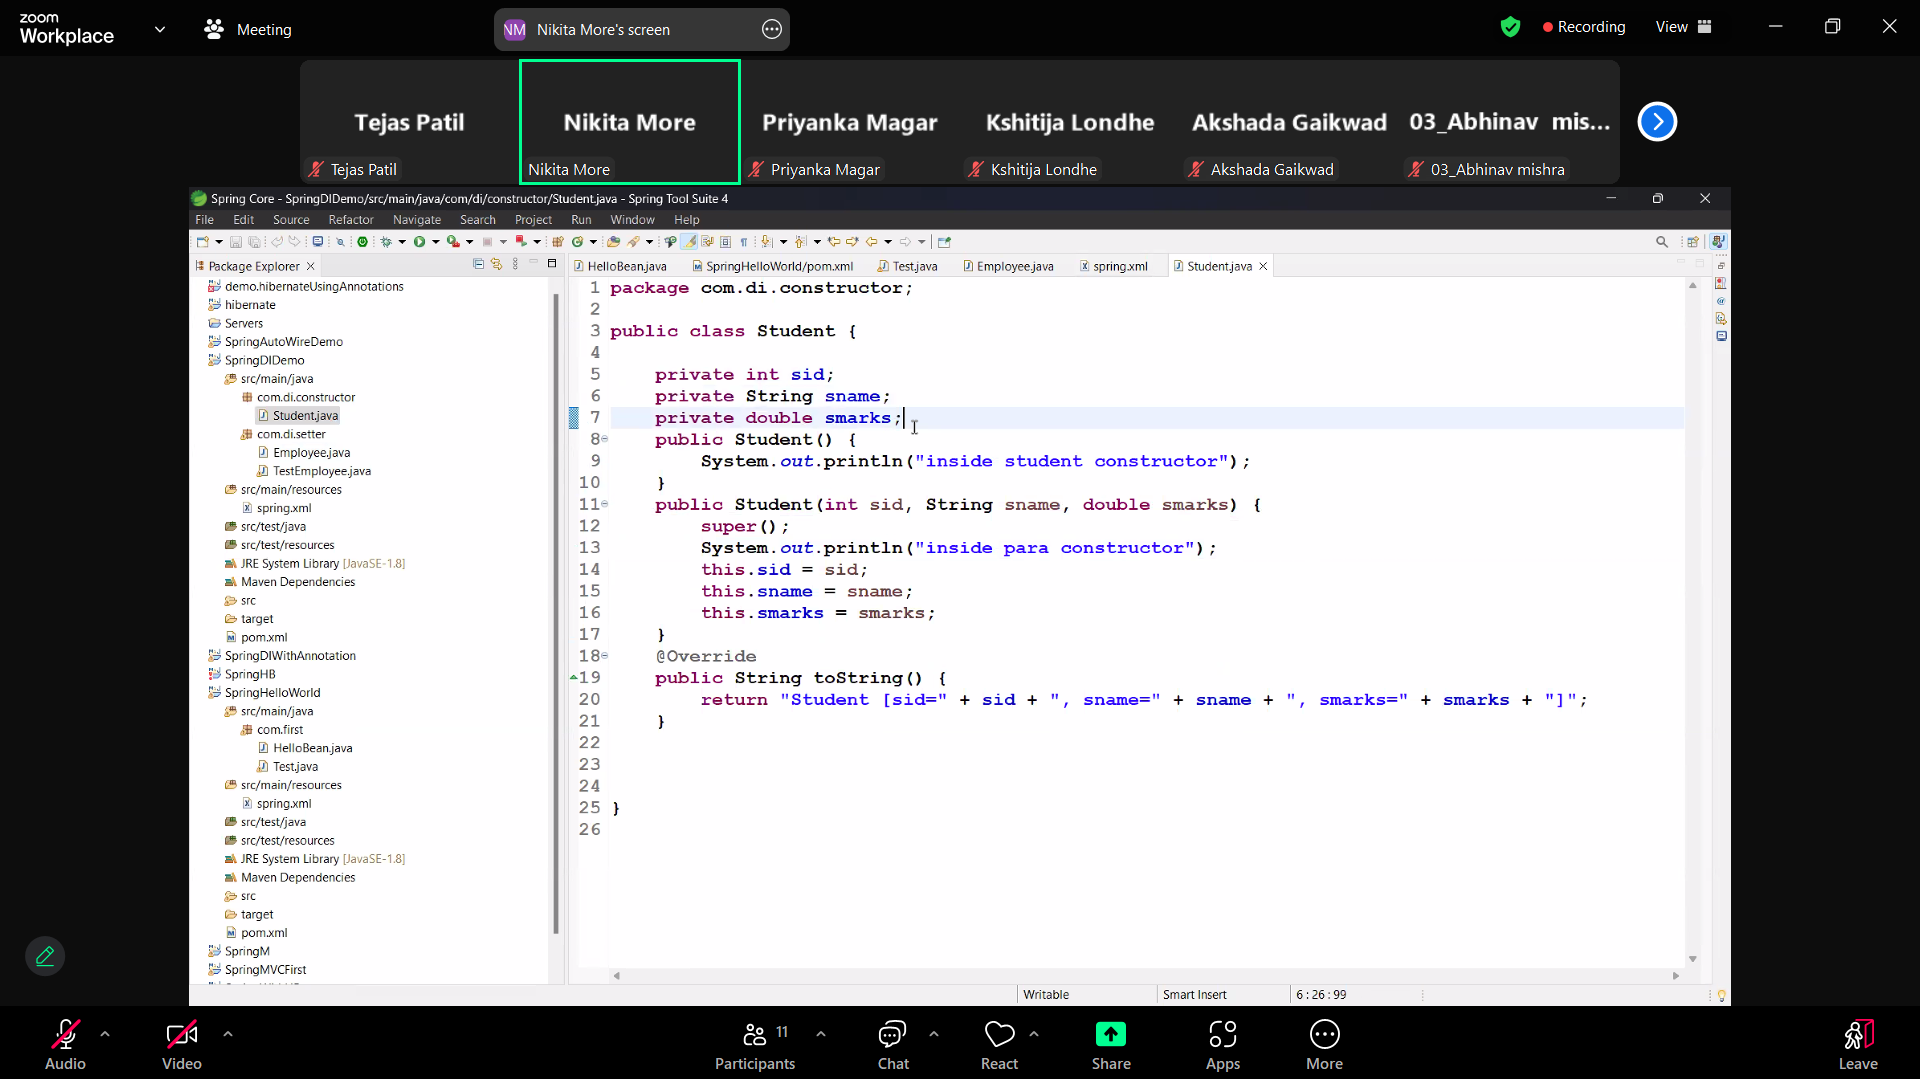 zoom
Workplace
Meeting
NM Nikita More's screen
Recording
View
Tejas Patil
Nikita More
Priyanka Magar
Kshitija Londhe
Akshada Gaikwad
03_Abhinav mis...
Tejas Patil
Nikita More
Priyanka Magar
Kshitija Londhe
Akshada Gaikwad
03_Abhinav mishra
Spring Core - SpringDIDemo/src/main/java/com/di/constructor/Student.java - Spring Tool Suite 4
File Edit Source Refactor Navigate Search Project Run Window Help
Package Explorer
HelloBean.java
SpringHelloWorld/pom.xml
Test.java
Employee.java
spring.xml
Student.java
demo.hibernateUsingAnnotations
hibernate
Servers
SpringAutoWireDemo
SpringDIDemo
src/main/java
com.di.constructor
Student.java
com.di.setter
Employee.java
TestEmployee.java
src/main/resources
spring.xml
src/test/java
src/test/resources
JRE System Library [JavaSE-1.8]
Maven Dependencies
src
target
pom.xml
SpringDIWithAnnotation
SpringHB
SpringHelloWorld
src/main/java
com.first
HelloBean.java
Test.java
src/main/resources
spring.xml
src/test/java
src/test/resources
JRE System Library [JavaSE-1.8]
Maven Dependencies
src
target
pom.xml
SpringM
SpringMVCFirst
1 package com.di.constructor;
2
3 public class Student {
4
5 private int sid;
6 private String sname;
7 private double smarks;
8 public Student() {
9 System.out.println("inside student constructor");
10 }
11 public Student(int sid, String sname, double smarks) {
12 super();
13 System.out.println("inside para constructor");
14 this.sid = sid;
15 this.sname = sname;
16 this.smarks = smarks;
17 }
18 @Override
19 public String toString() {
20 return "Student [sid=" + sid + ", sname=" + sname + ", smarks=" + smarks + "]";
21 }
22
23
24
25 }
26
Writable
Smart Insert
6 : 26 : 99
Audio
Video
Participants
11
Chat
React
Share
Apps
More
Leave